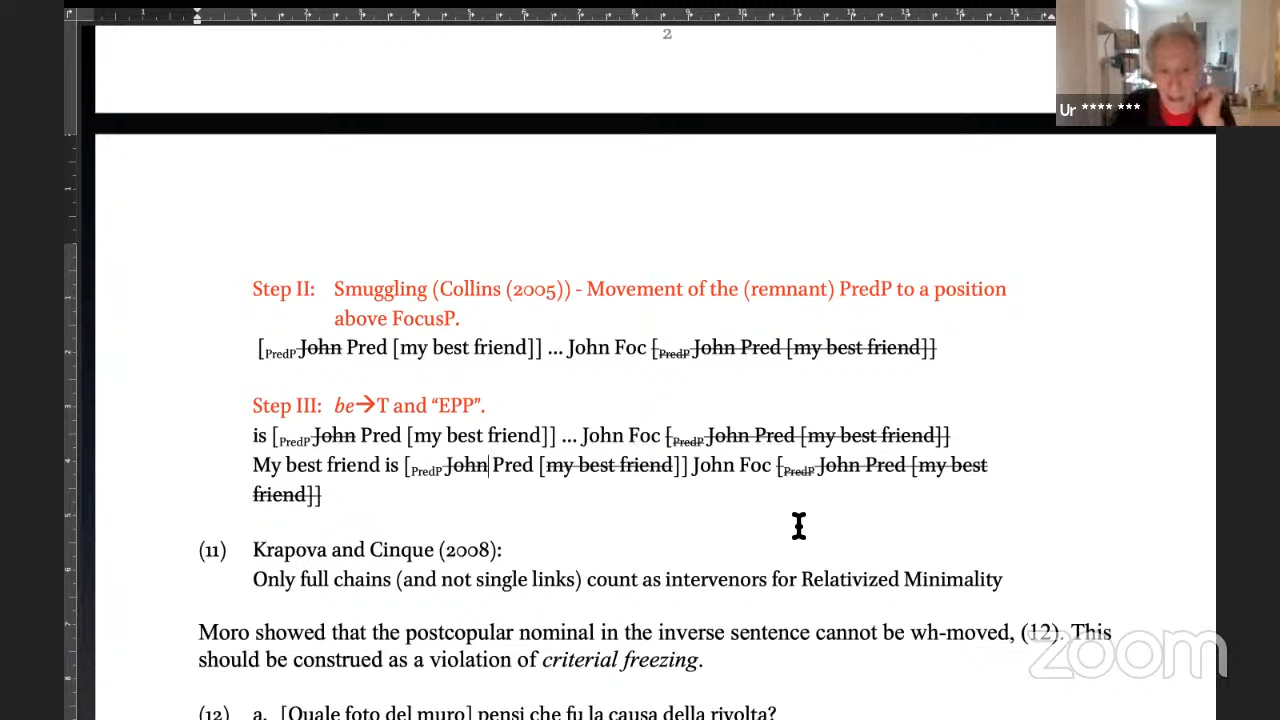 2
Ur **** ***
Step II: Smuggling (Collins (2005)) - Movement of the (remnant) PredP to a position
above FocusP.
[PredP John Pred [my best friend]] ... John Foc [PredP John Pred [my best friend]]
Step III: be→T and “EPP”.
is [PredP John Pred [my best friend]] ... John Foc [PredP John Pred [my best friend]]
My best friend is [PredP John Pred [my best friend]] John Foc [PredP John Pred [my best
friend]]
(11) Krapova and Cinque (2008):
Only full chains (and not single links) count as intervenors for Relativized Minimality
Moro showed that the postcopular nominal in the inverse sentence cannot be wh-moved, (12). This
should be construed as a violation of criterial freezing.
zoom
(12) a. [Quale foto del muro] pensi che fu la causa della rivolta?